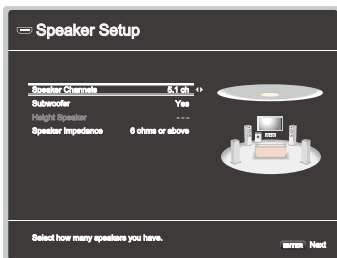 Speaker Setup
Speaker Channels 5.1 ch
Subwoofer Yes
Height Speaker ---
Speaker Impedance 6 ohms or above
Select how many speakers you have.
ENTER Next